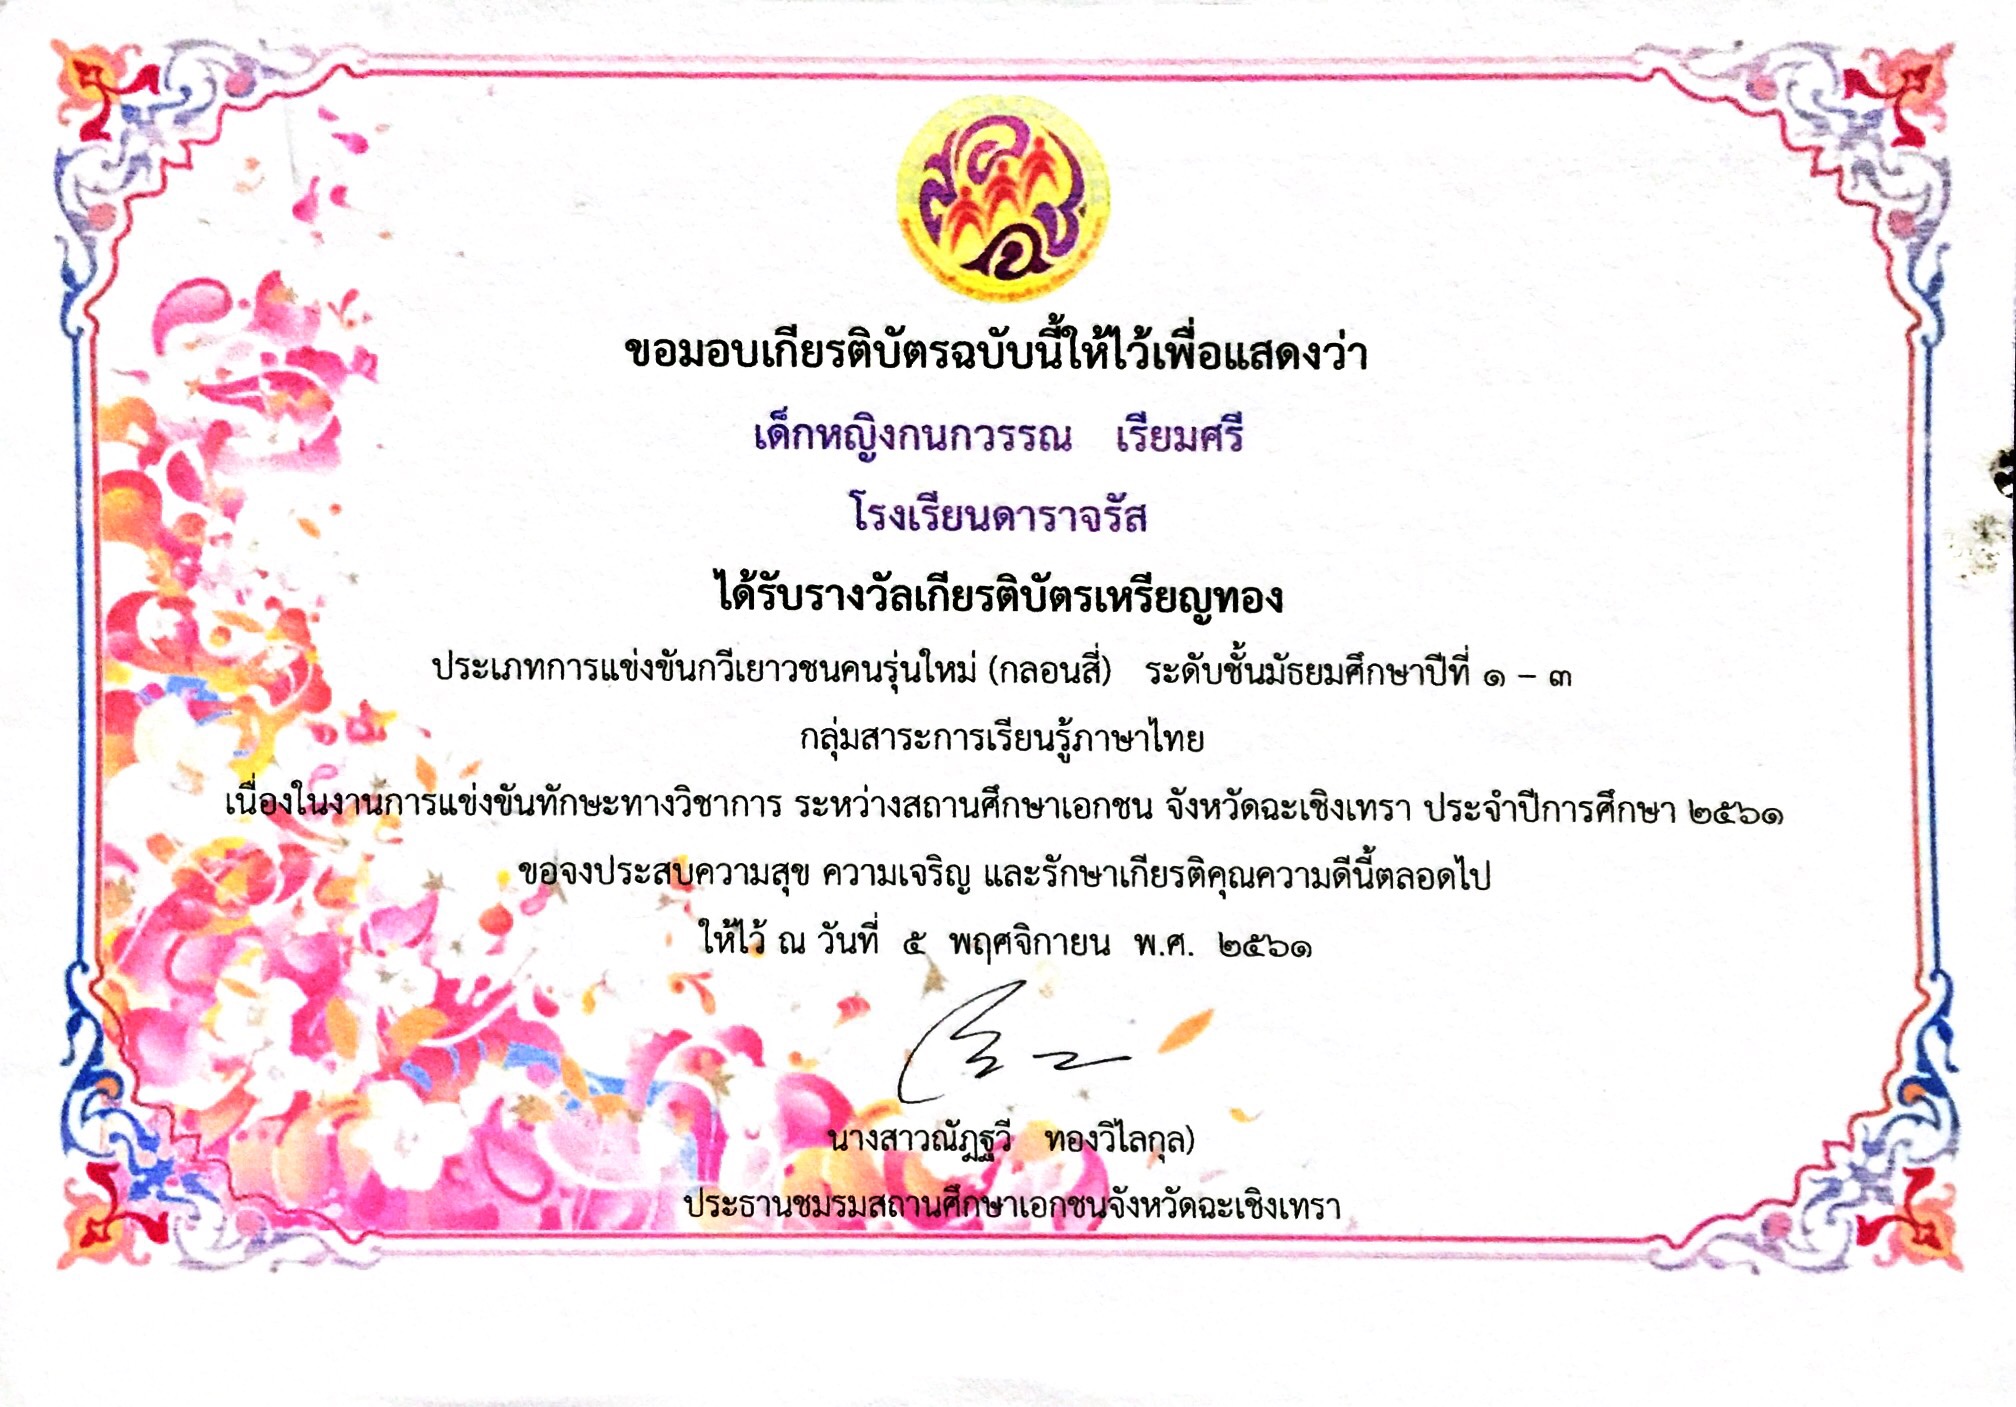 ขอมอบเกียรติบัตรฉบับนี้ให้ไว้เพื่อแสดงว่า
เด็กหญิงกนกวรรณ เรียมศรี
โรงเรียนดาราจรัส
ได้รับรางวัลเกียรติบัตรเหรียญทอง
ประเภทการแข่งขันกวีเยาวชนคนรุ่นใหม่ (กลอนสี่) ระดับชั้นมัธยมศึกษาปีที่ ๑ – ๓
กลุ่มสาระการเรียนรู้ภาษาไทย
เนื่องในงานการแข่งขันทักษะทางวิชาการ ระหว่างสถานศึกษาเอกชน จังหวัดฉะเชิงเทรา ประจำปีการศึกษา ๒๕๖๑
ขอจงประสบความสุข ความเจริญ และรักษาเกียรติคุณความดีนี้ตลอดไป
ให้ไว้ ณ วันที่ ๕ พฤศจิกายน พ.ศ. ๒๕๖๑
นางสาวณัฏฐวี ทองวิไลกุล)
ประธานชมรมสถานศึกษาเอกชนจังหวัดฉะเชิงเทรา